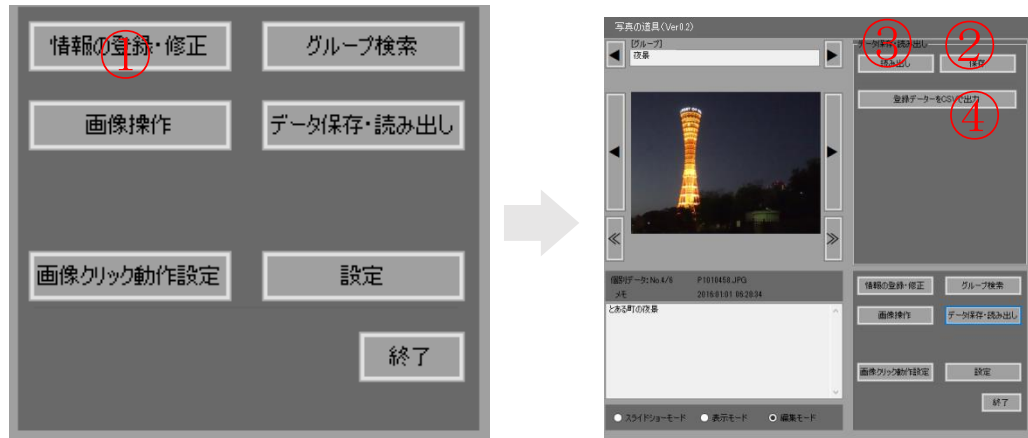 情報の登録・修正
①
グループ検索
画像操作
データ保存・読み出し
画像クリック動作設定
設定
終了
写真の道具(Ver0.2)
[グループ]
夜景
◀
▶
◀
▶
≪
≫
個別データ:No.4/6 P1010450.JPG
メモ 2016:01:01 06:28:34
とある町の夜景
スライドショーモード 表示モード 編集モード
データ保存・読み出し
③
読み出し
②
保存
登録データーをCSVで出力
④
情報の登録・修正
グループ検索
画像操作
データ保存・読み出し
画像クリック動作設定
設定
終了